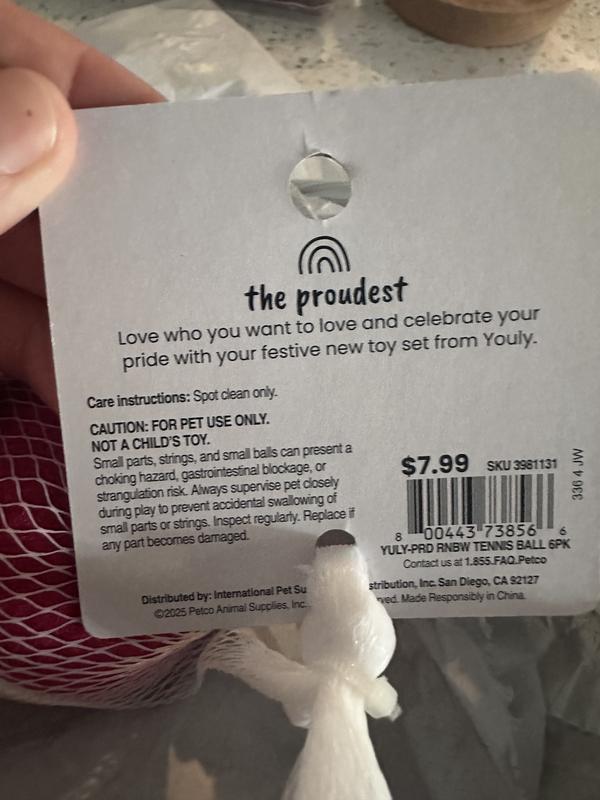 the proudest
Love who you want to love and celebrate your
pride with your festive new toy set from Youly.
Care instructions: Spot clean only.
CAUTION: FOR PET USE ONLY.
NOT A CHILD'S TOY.
Small parts, strings, and small balls can present a
choking hazard, gastrointestinal blockage, or
strangulation risk. Always supervise pet closely
during play to prevent accidental swallowing of
small parts or strings. Inspect regularly. Replace if
any part becomes damaged.
$7.99 SKU 3981131
336 4 JW
8 00443 73856 6
YULY-PRD RNBW TENNIS BALL 6PK
Contact us at 1.855.FAQ.Petco
Distributed by: International Pet Su stribution, Inc. San Diego, CA 92127
©2025 Petco Animal Supplies, Inc. ved. Made Responsibly in China.